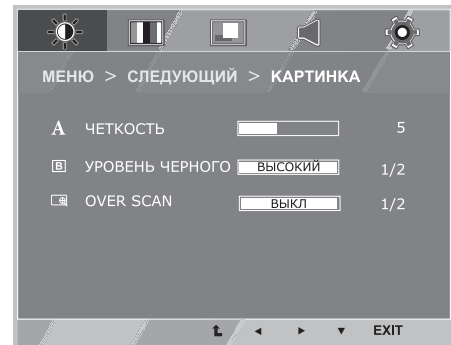 МЕНЮ > СЛЕДУЮЩИЙ > КАРТИНКА
A ЧЕТКОСТЬ 5
B УРОВЕНЬ ЧЕРНОГО ВЫСОКИЙ 1/2
OVER SCAN ВЫКЛ 1/2
EXIT